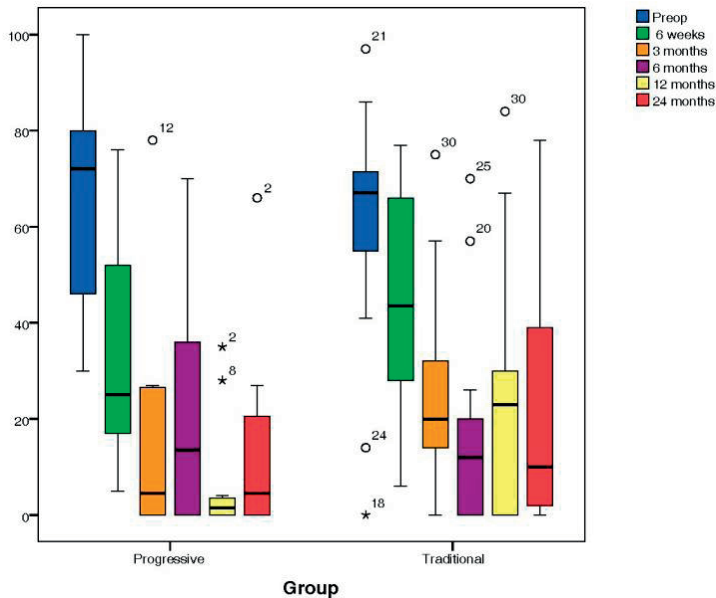 Preop
6 weeks
3 months
6 months
12 months
24 months
100
80
60
40
20
0
12
2
8
2
21
24
18
30
25
20
30
Progressive
Traditional
Group